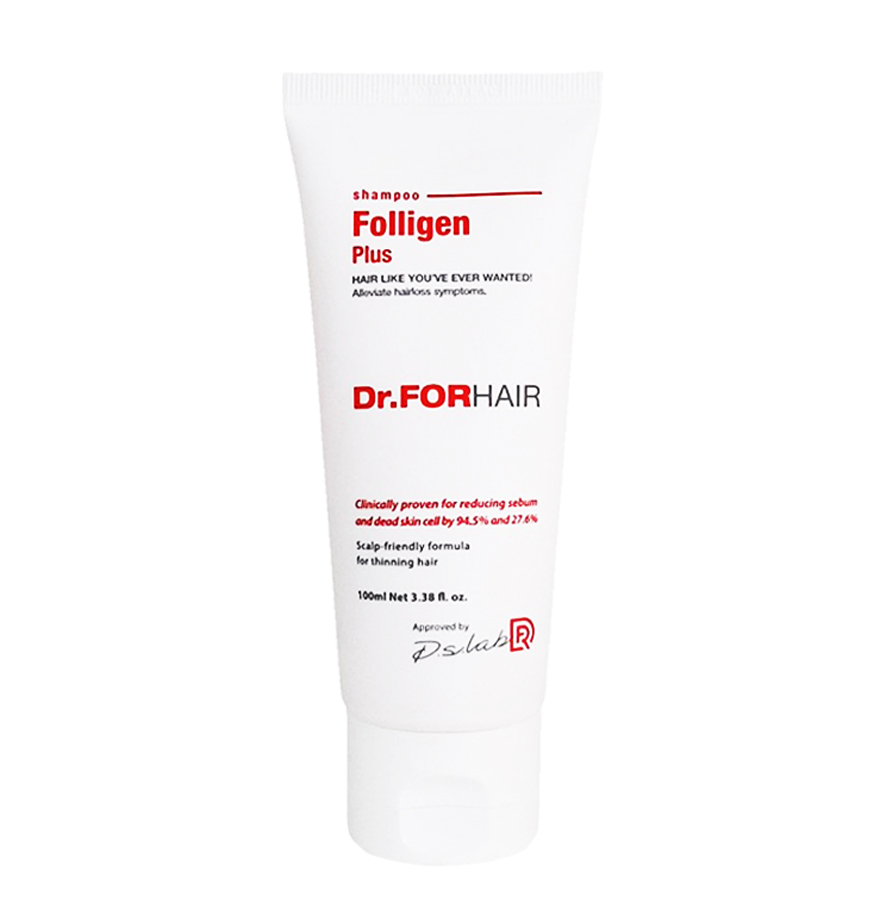 shampoo
Folligen
Plus
HAIR LIKE YOU'VE EVER WANTED!
Alleviate hairloss symptoms.
Dr.FORHAIR
Clinically proven for reducing sebum
and dead skin cell by 94.5% and 27.6%
Scalp-friendly formula
for thinning hair
100ml Net 3.38 fl. oz.
Approved by
D.s.lab